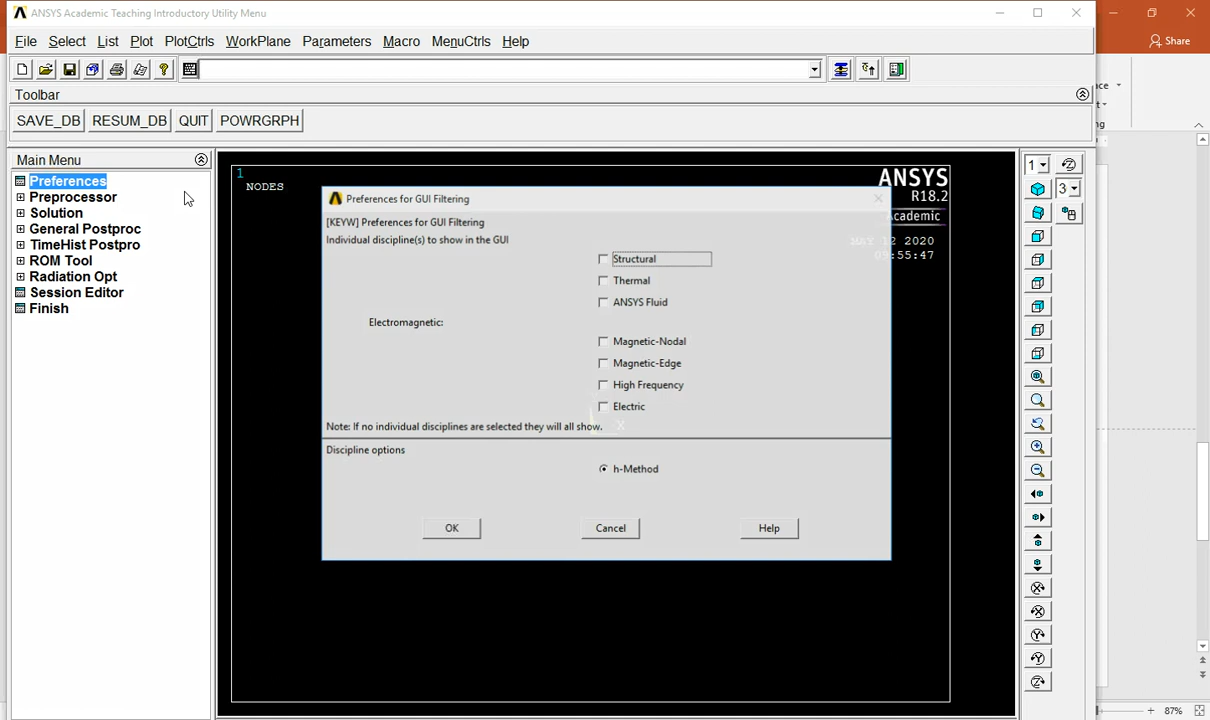 ANSYS Academic Teaching Introductory Utility Menu
File Select List Plot PlotCtrls WorkPlane Parameters Macro MenuCtrls Help
Share
Toolbar
SAVE_DB RESUM_DB QUIT POWRGRPH
Main Menu
Preferences
Preprocessor
Solution
General Postproc
TimeHist Postpro
ROM Tool
Radiation Opt
Session Editor
Finish
1
NODES
ANSYS
R18.2
Academic
2020
:55:47
Preferences for GUI Filtering
[KEYW] Preferences for GUI Filtering
Individual discipline(s) to show in the GUI
Structural
Thermal
ANSYS Fluid
Electromagnetic:
Magnetic-Nodal
Magnetic-Edge
High Frequency
Electric
Note: If no individual disciplines are selected they will all show.
X
Discipline options
h-Method
OK Cancel Help
1
3
ace
t
ng
87%